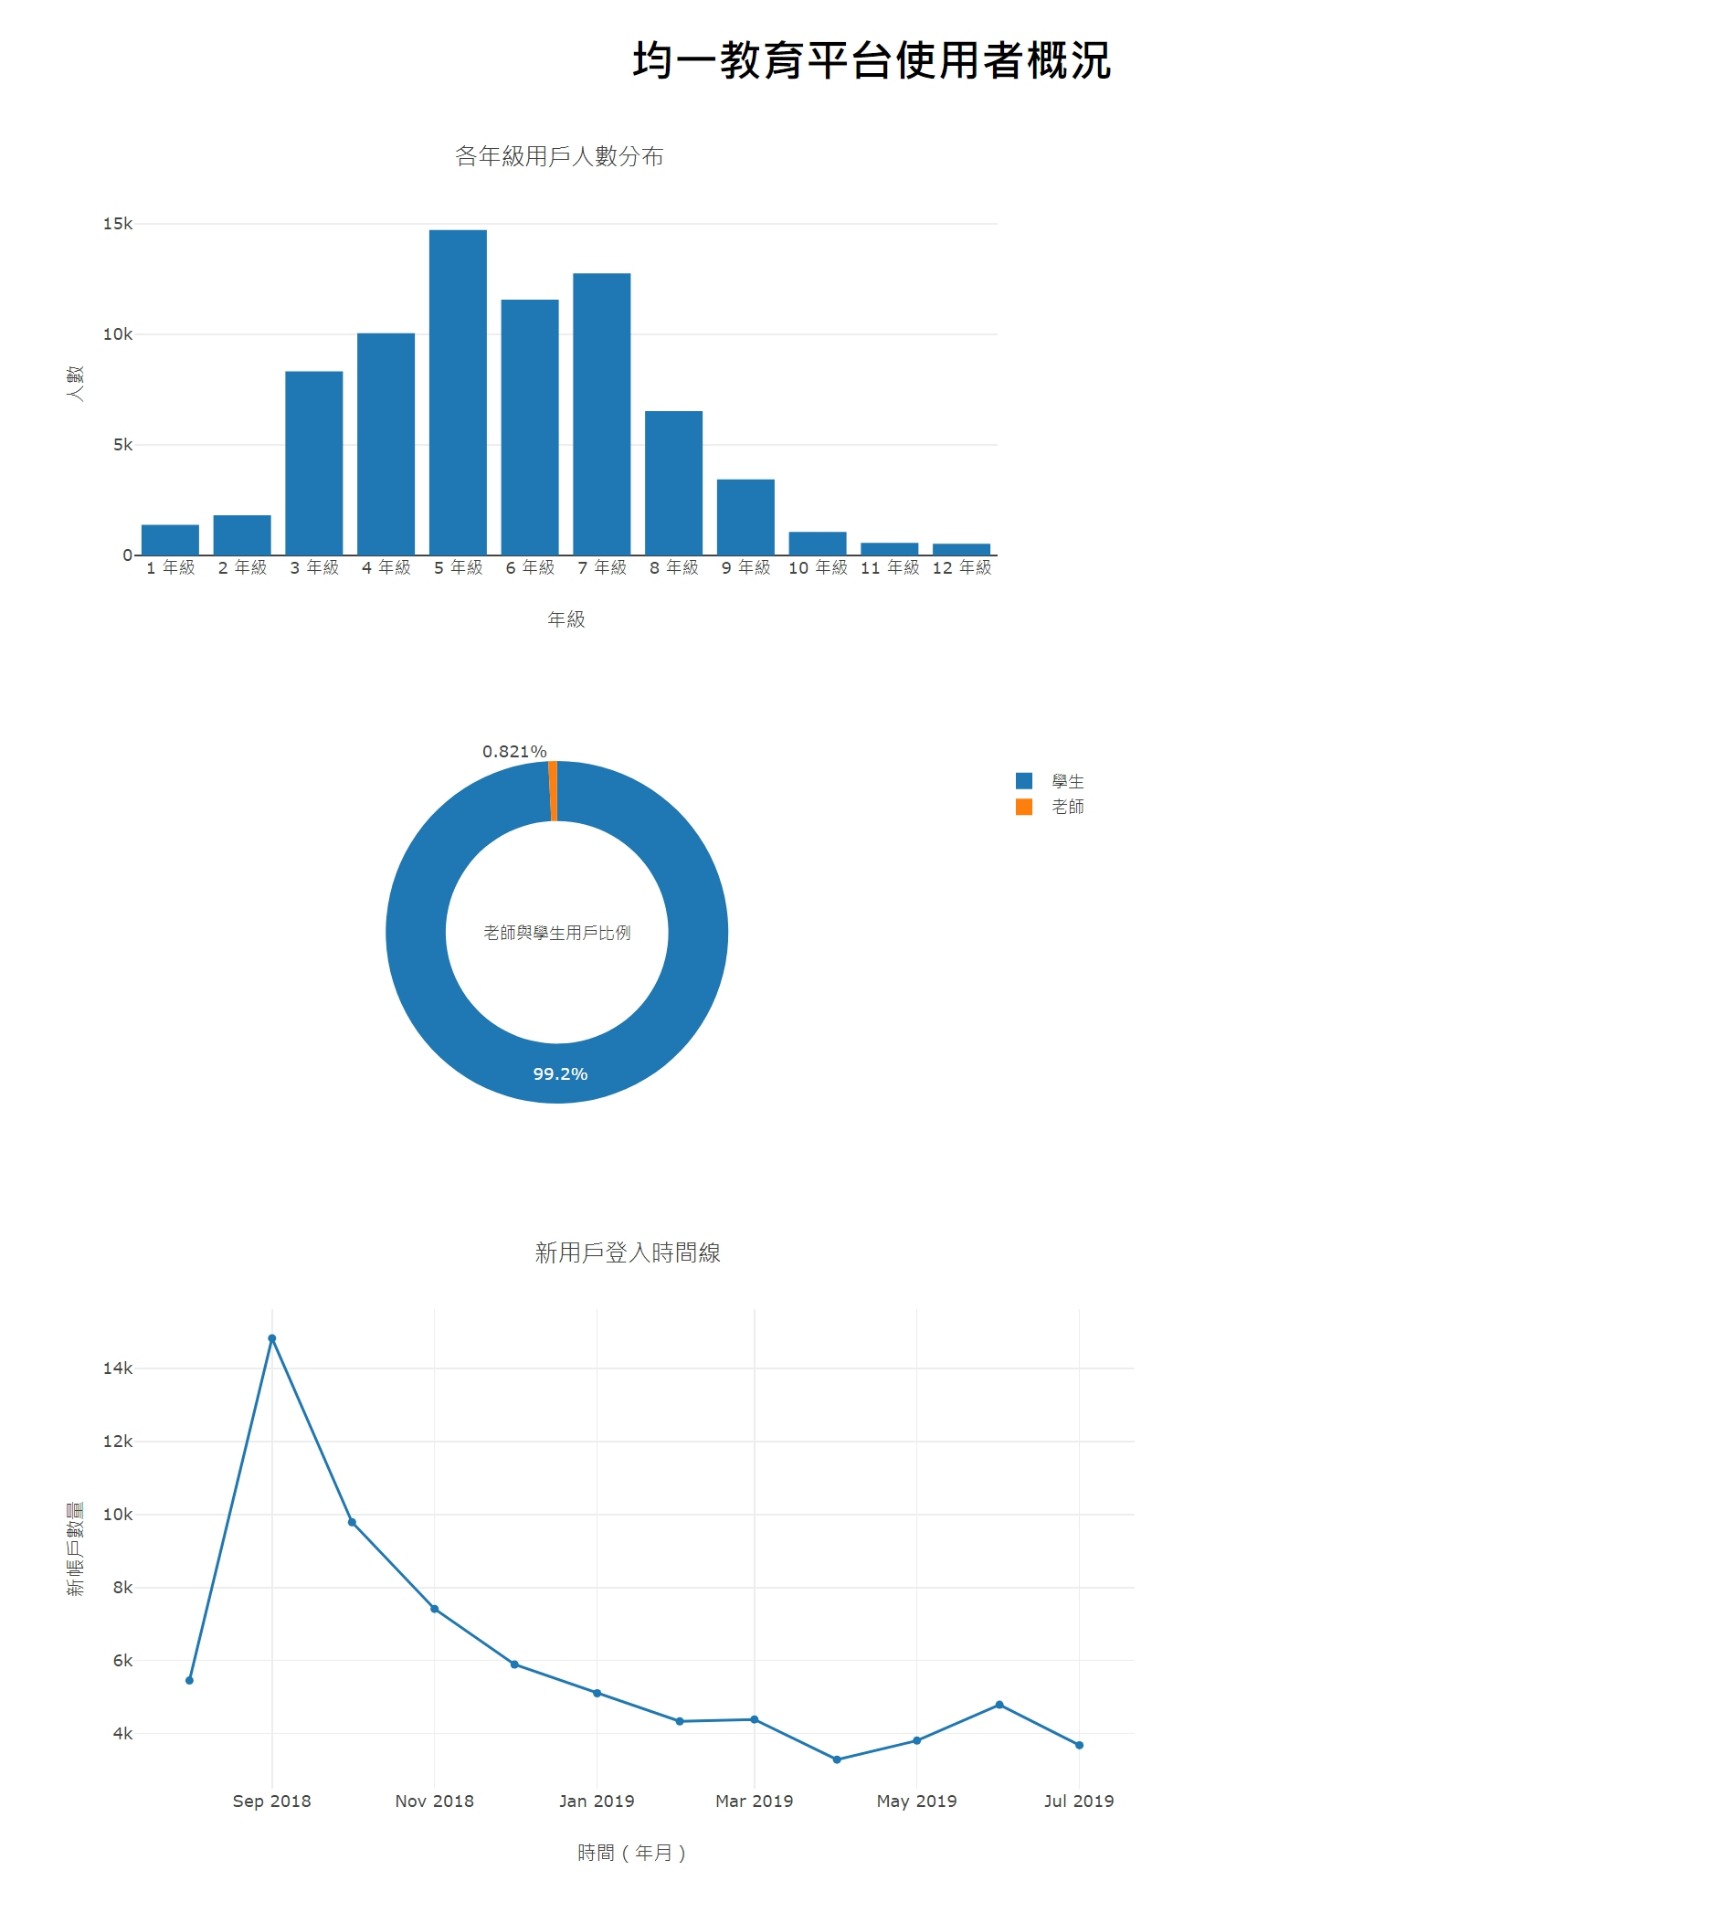 均一教育平台使用者概況
各年級用戶人數分布
15k
10k
5k
0
人數
1 年級 2 年級 3 年級 4 年級 5 年級 6 年級 7 年級 8 年級 9 年級 10 年級 11 年級 12 年級
年級
0.821%
學生
老師
老師與學生用戶比例
99.2%
新用戶登入時間線
14k
12k
10k
8k
6k
4k
新帳戶數量
Sep 2018 Nov 2018 Jan 2019 Mar 2019 May 2019 Jul 2019
時間 ( 年月 )